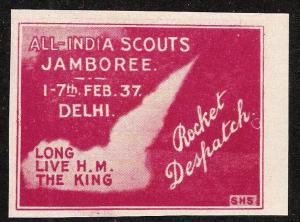 ALL-INDIA SCOUTS
JAMBOREE.
1-7th. FEB. 37.
DELHI.
Rocket
Despatch.
LONG
LIVE H.M.
THE KING
SHS